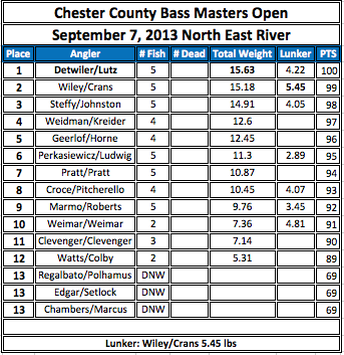 Chester County Bass Masters Open
September 7, 2013 North East River
Place Angler # Fish # Dead Total Weight Lunker PTS
1 Detwiler/Lutz 5 15.63 4.22 100
2 Wiley/Crans 5 15.18 5.45 99
3 Steffy/Johnston 5 14.91 4.05 98
4 Weidman/Kreider 4 12.6 97
5 Geerlof/Horne 4 12.45 96
6 Perkasiewicz/Ludwig 5 11.3 2.89 95
7 Pratt/Pratt 5 10.87 94
8 Croce/Pitcherello 4 10.45 4.07 93
9 Marmo/Roberts 5 9.76 3.45 92
10 Weimar/Weimar 2 7.36 4.81 91
11 Clevenger/Clevenger 3 7.14 90
12 Watts/Colby 2 5.31 89
13 Regalbato/Polhamus DNW 69
13 Edgar/Setlock DNW 69
13 Chambers/Marcus DNW 69
Lunker: Wiley/Crans 5.45 lbs